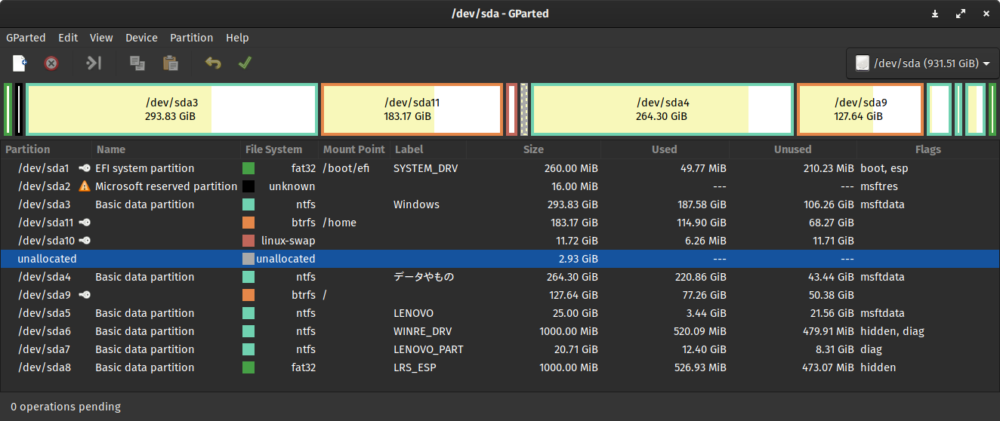 /dev/sda - GParted
GParted Edit View Device Partition Help
/dev/sda (931.51 GiB)
/dev/sda3 /dev/sda11 /dev/sda4 /dev/sda9
293.83 GiB 183.17 GiB 264.30 GiB 127.64 GiB
Partition Name File System Mount Point Label Size Used Unused Flags
/dev/sda1 EFI system partition fat32 /boot/efi SYSTEM_DRV 260.00 MiB 49.77 MiB 210.23 MiB boot, esp
/dev/sda2 Microsoft reserved partition unknown 16.00 MiB --- --- msftres
/dev/sda3 Basic data partition ntfs Windows 293.83 GiB 187.58 GiB 106.26 GiB msftdata
/dev/sda11 btrfs /home 183.17 GiB 114.90 GiB 68.27 GiB
/dev/sda10 linux-swap 11.72 GiB 6.26 MiB 11.71 GiB
unallocated unallocated 2.93 GiB --- ---
/dev/sda4 Basic data partition ntfs データやもの 264.30 GiB 220.86 GiB 43.44 GiB msftdata
/dev/sda9 btrfs / 127.64 GiB 77.26 GiB 50.38 GiB
/dev/sda5 Basic data partition ntfs LENOVO 25.00 GiB 3.44 GiB 21.56 GiB msftdata
/dev/sda6 Basic data partition ntfs WINRE_DRV 1000.00 MiB 520.09 MiB 479.91 MiB hidden, diag
/dev/sda7 Basic data partition ntfs LENOVO_PART 20.71 GiB 12.40 GiB 8.31 GiB diag
/dev/sda8 Basic data partition fat32 LRS_ESP 1000.00 MiB 526.93 MiB 473.07 MiB hidden
0 operations pending